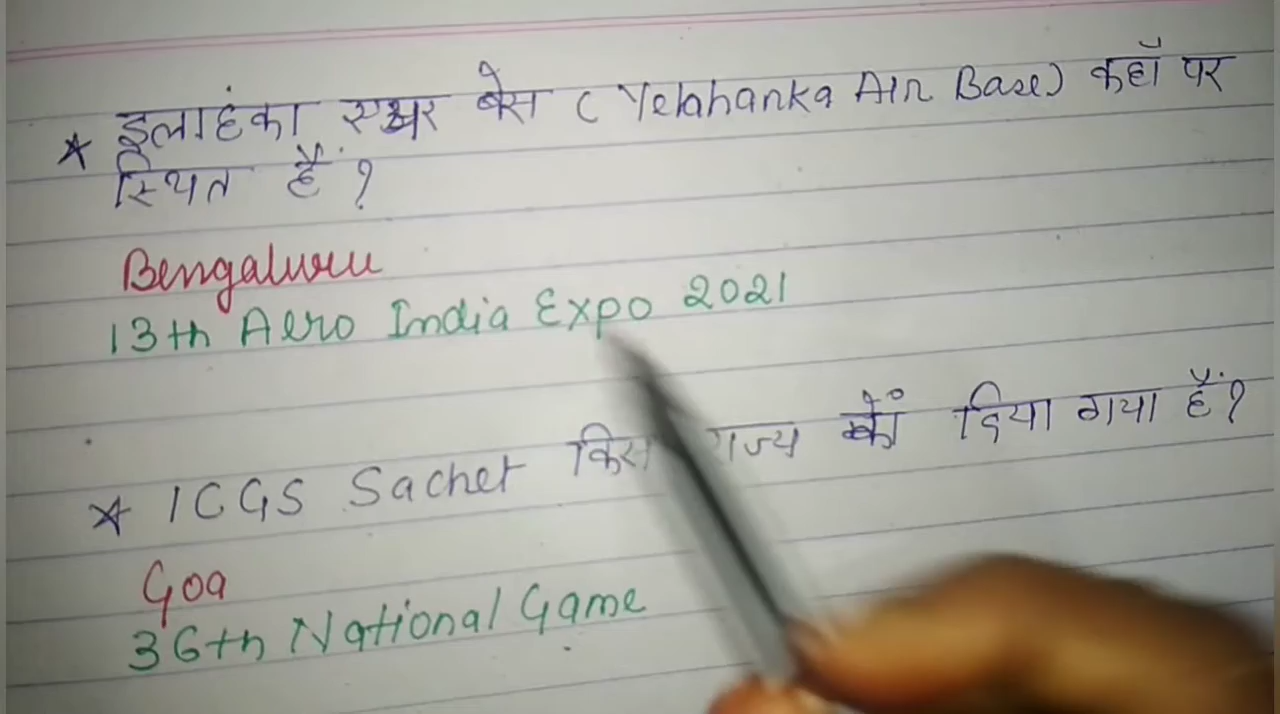 * इलाहंका एअर बेस ( Yelahanka Air Base) कहाँ पर
स्थित हैं ?
Bengaluru
13th Aero India Expo 2021
* ICGS Sachet किस राज्य कों दिया गया हैं ?
Goa
36th National Game